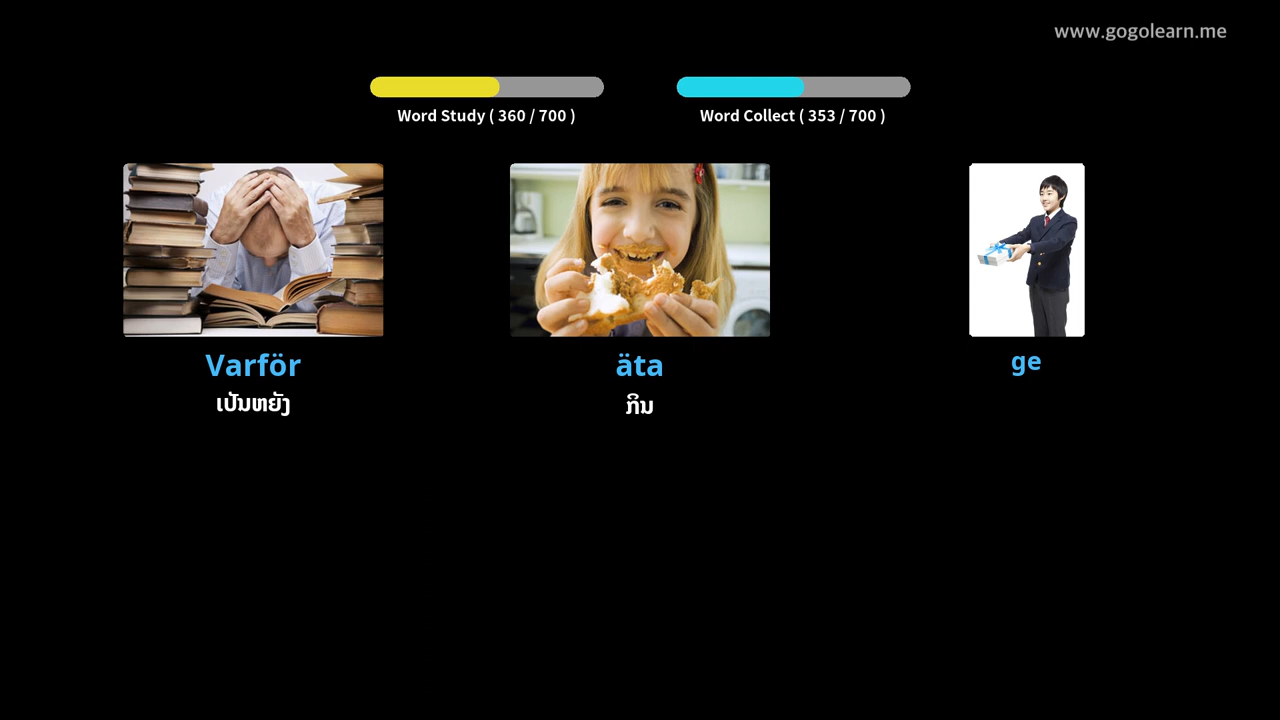 www.gogolearn.me
Word Study ( 360 / 700 )
Word Collect ( 353 / 700 )
Varför
ເປັນຫຍັງ
äta
ກິນ
ge